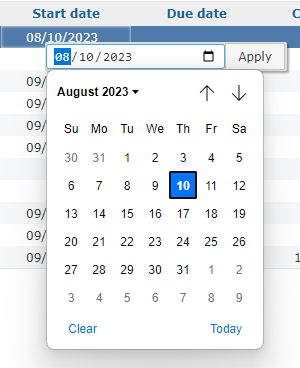 Start date Due date C
08/10/2023
08/10/2023 Apply
09/
August 2023
09/
09/
Su Mo Tu We Th Fr Sa
09/
30 31 1 2 3 4 5
6 7 8 9 10 11 12
13 14 15 16 17 18 19
09/
20 21 22 23 24 25 26
09/
27 28 29 30 31 1 2
09/ 1
3 4 5 6 7 8 9
Clear Today